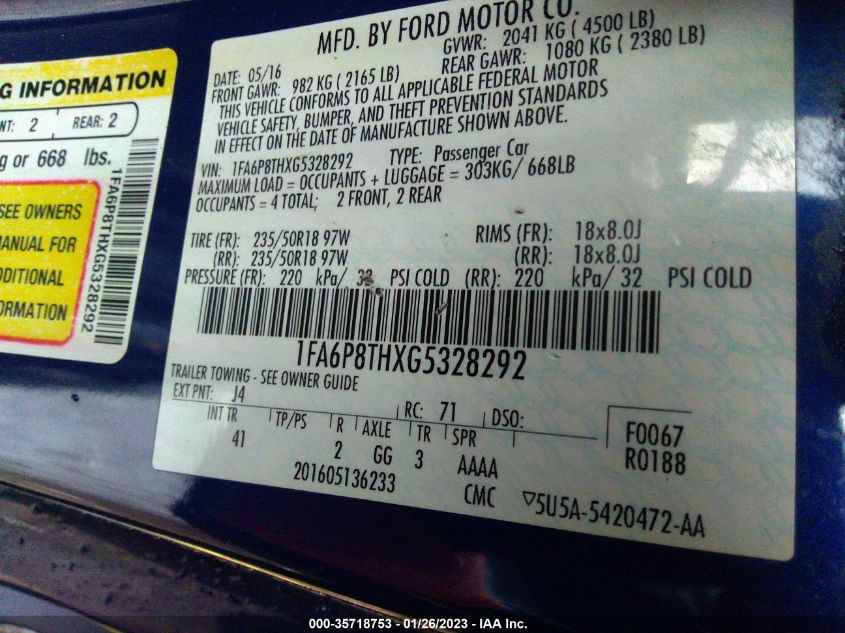 G INFORMATION
NT: 2 REAR: 2
g or 668 lbs.
SEE OWNERS
MANUAL FOR
DDITIONAL
FORMATION
1FA6P8THXG5328292
MFD. BY FORD MOTOR CO.
DATE: 05/16 GVWR: 2041 KG ( 4500 LB)
FRONT GAWR: 982 KG ( 2165 LB) REAR GAWR: 1080 KG ( 2380 LB)
THIS VEHICLE CONFORMS TO ALL APPLICABLE FEDERAL MOTOR
VEHICLE SAFETY, BUMPER, AND THEFT PREVENTION STANDARDS
IN EFFECT ON THE DATE OF MANUFACTURE SHOWN ABOVE.
VIN: 1FA6P8THXG5328292 TYPE: Passenger Car
MAXIMUM LOAD = OCCUPANTS + LUGGAGE = 303KG/ 668LB
OCCUPANTS = 4 TOTAL; 2 FRONT, 2 REAR
TIRE (FR): 235/50R18 97W RIMS (FR): 18x8.0J
(RR): 235/50R18 97W (RR): 18x8.0J
PRESSURE (FR): 220 kPa/ 32 PSI COLD (RR): 220 kPa/ 32 PSI COLD
1FA6P8THXG5328292
TRAILER TOWING - SEE OWNER GUIDE
EXT PNT: J4 RC: 71 DSO:
INT TR TP/PS R AXLE TR SPR F0067
41 2 GG 3 AAAA R0188
201605136233 CMC 5U5A-5420472-AA
000-35718753 - 01/26/2023 - IAA Inc.